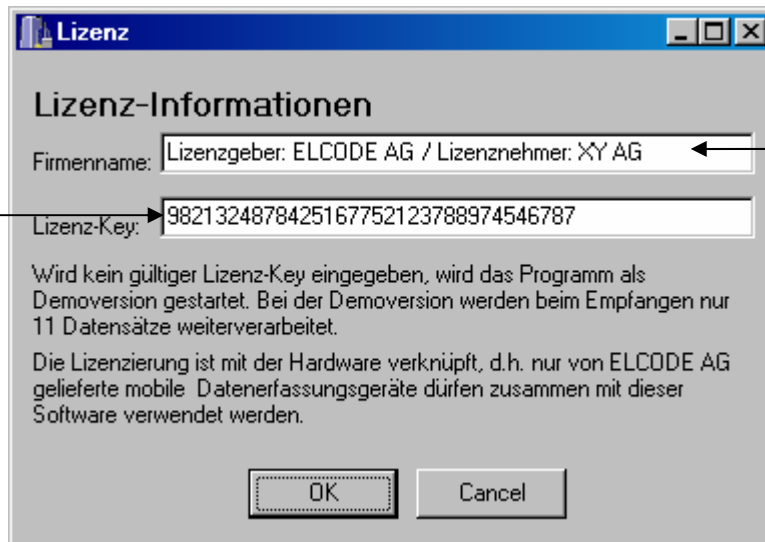 Lizenz
Lizenz-Informationen
Firmenname: Lizenzgeber: ELCODE AG / Lizenznehmer: XY AG
Lizenz-Key: 98213248784251677521237889745​46787
Wird kein gültiger Lizenz-Key eingegeben, wird das Programm als
Demoversion gestartet. Bei der Demoversion werden beim Empfangen nur
11 Datensätze weiterverarbeitet.
Die Lizenzierung ist mit der Hardware verknüpft, d.h. nur von ELCODE AG
gelieferte mobile Datenerfassungsgeräte dürfen zusammen mit dieser
Software verwendet werden.
OK Cancel